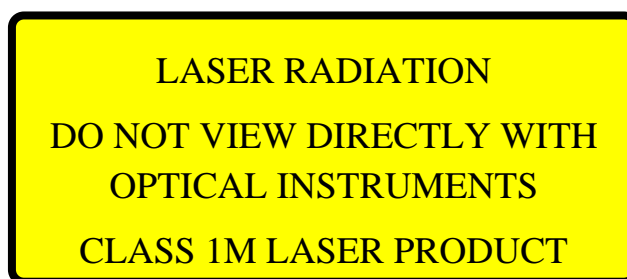 LASER RADIATION
DO NOT VIEW DIRECTLY WITH
OPTICAL INSTRUMENTS
CLASS 1M LASER PRODUCT